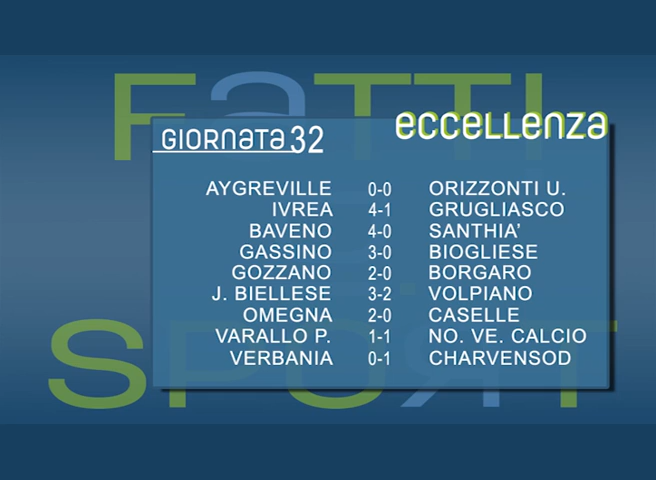 FaTTI
eccellenza
GIORNaTa 32
AYGREVILLE 0-0 ORIZZONTI U.
IVREA 4-1 GRUGLIASCO
BAVENO 4-0 SANTHIA'
GASSINO 3-0 BIOGLIESE
GOZZANO 2-0 BORGARO
J. BIELLESE 3-2 VOLPIANO
OMEGNA 2-0 CASELLE
VARALLO P. 1-1 NO. VE. CALCIO
VERBANIA 0-1 CHARVENSOD
SPORT